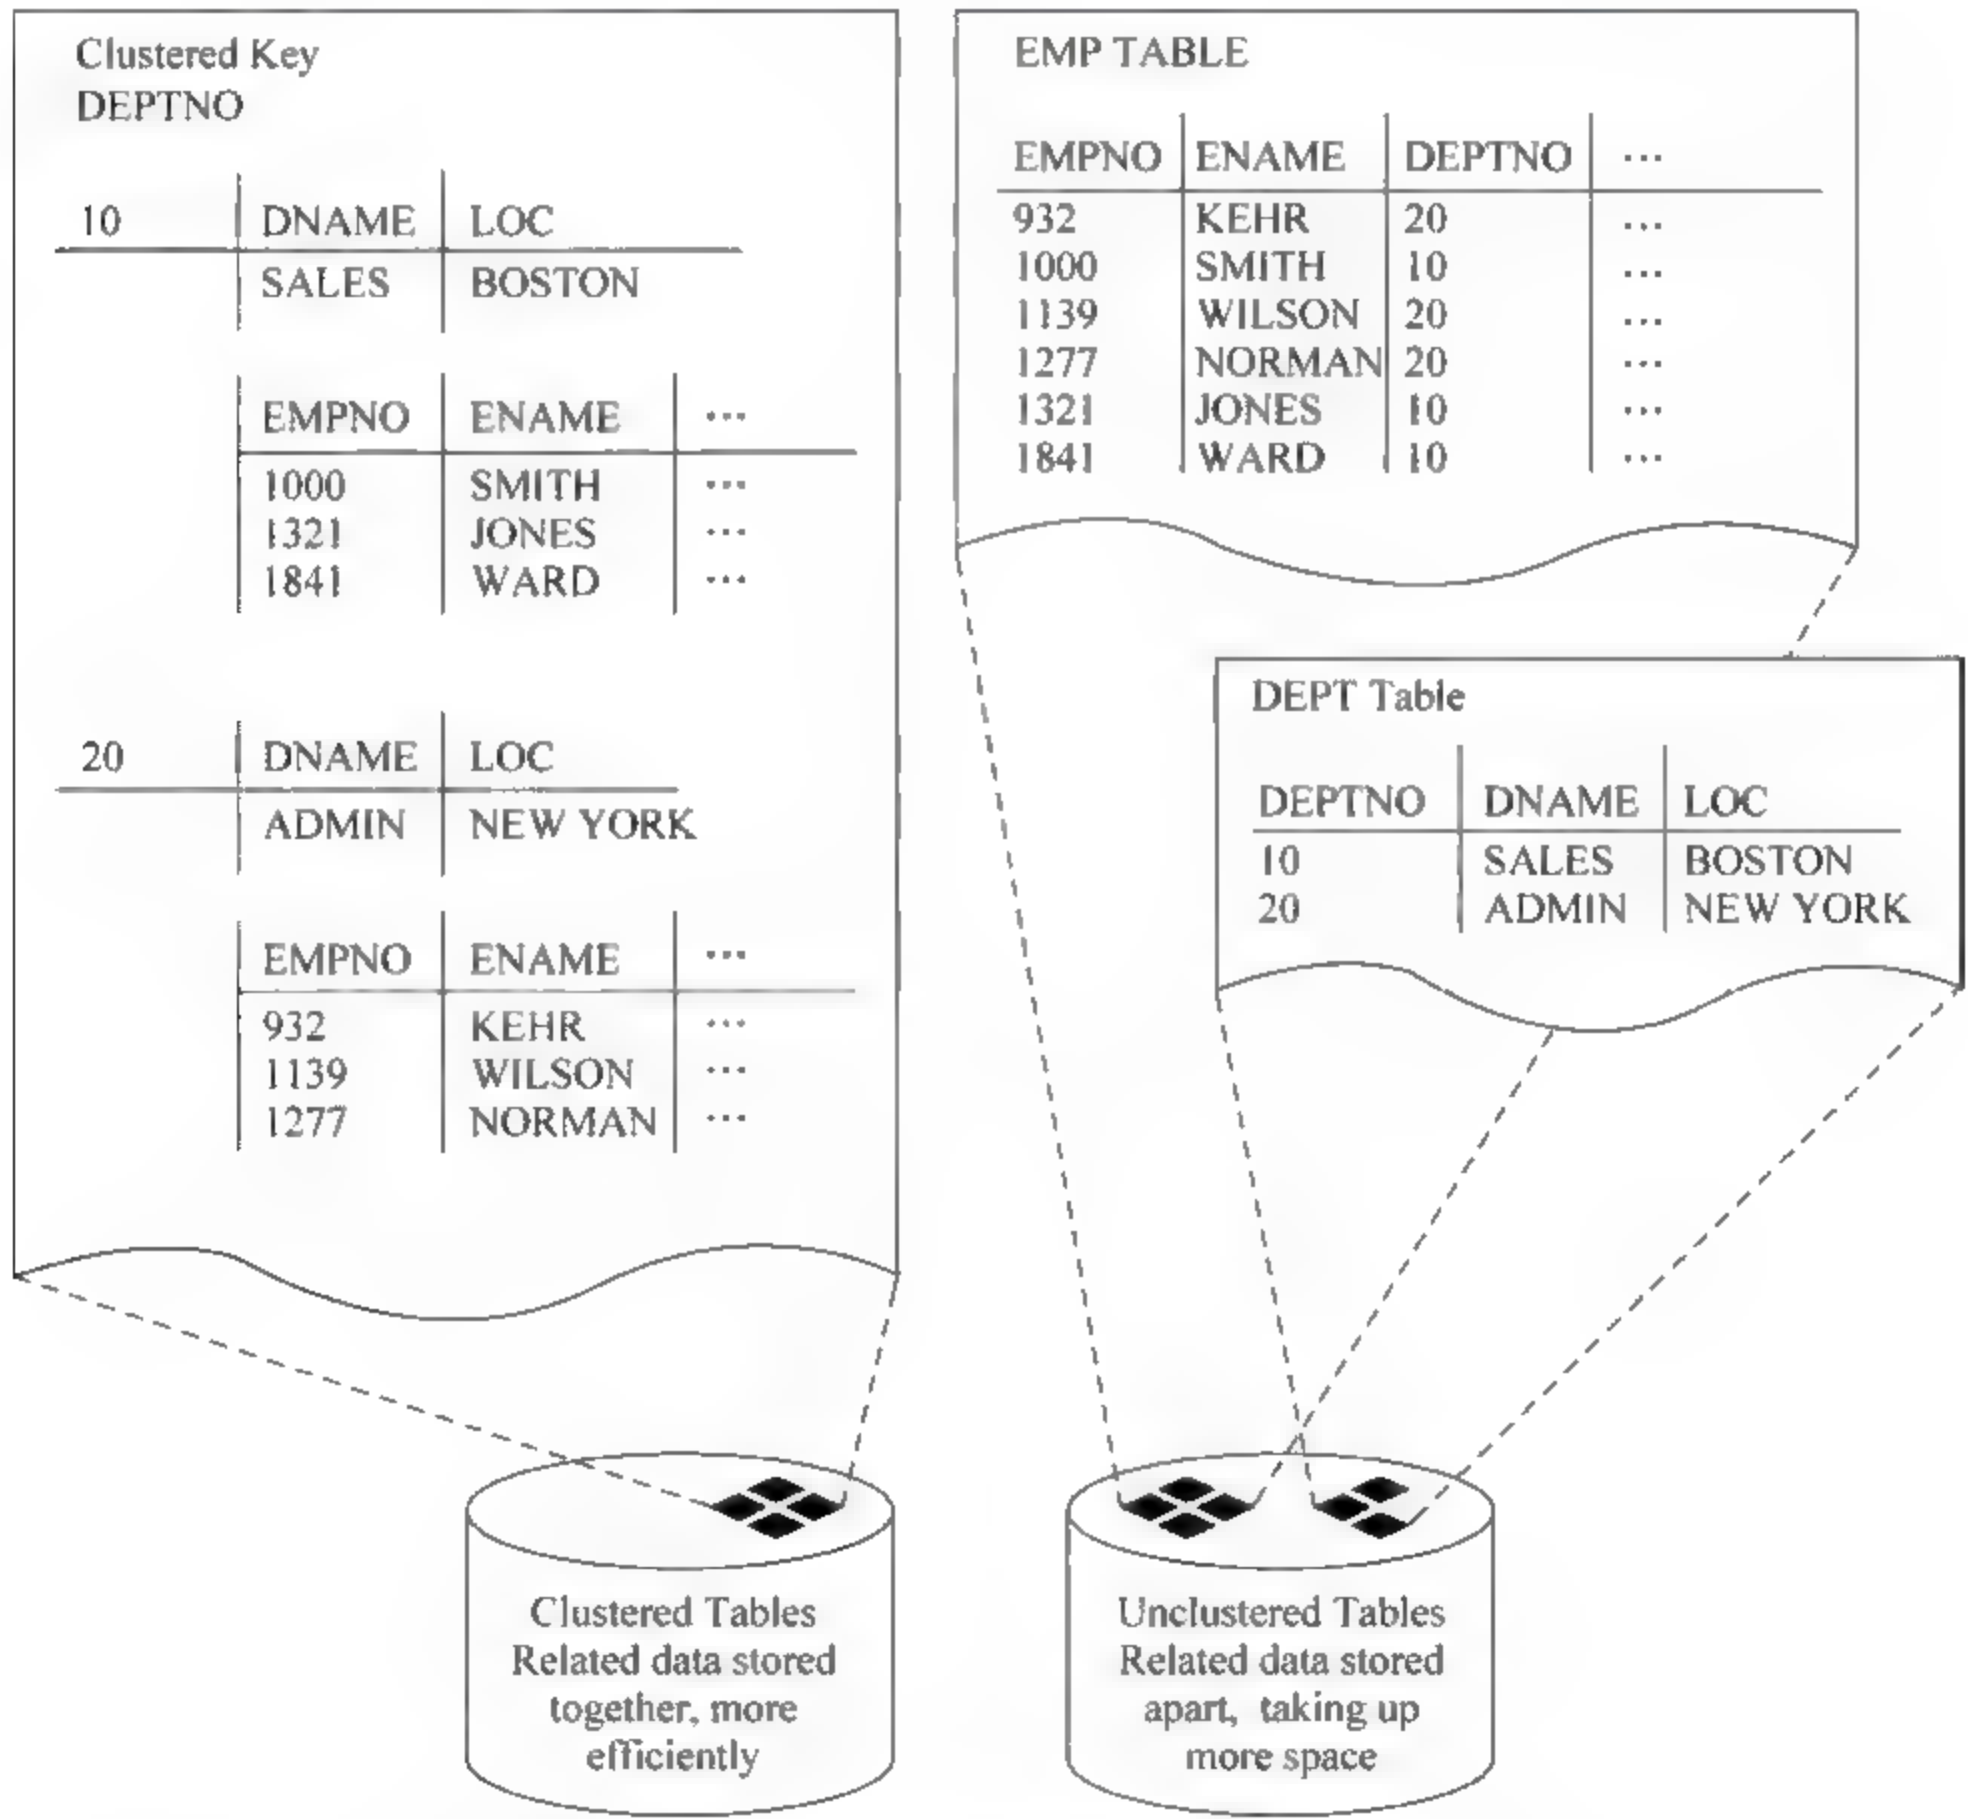 Clustered Key
DEPTNO
10 DNAME LOC
SALES BOSTON
EMPNO ENAME ...
1000 SMITH ...
1321 JONES ...
1841 WARD ...
20 DNAME LOC
ADMIN NEW YORK
EMPNO ENAME ...
932 KEHR ...
1139 WILSON ...
1277 NORMAN ...
EMP TABLE
EMPNO ENAME DEPTNO ...
932 KEHR 20 ...
1000 SMITH 10 ...
1139 WILSON 20 ...
1277 NORMAN 20 ...
1321 JONES 10 ...
1841 WARD 10 ...
DEPT Table
DEPTNO DNAME LOC
10 SALES BOSTON
20 ADMIN NEW YORK
Clustered Tables
Related data stored
together, more
efficiently
Unclustered Tables
Related data stored
apart, taking up
more space